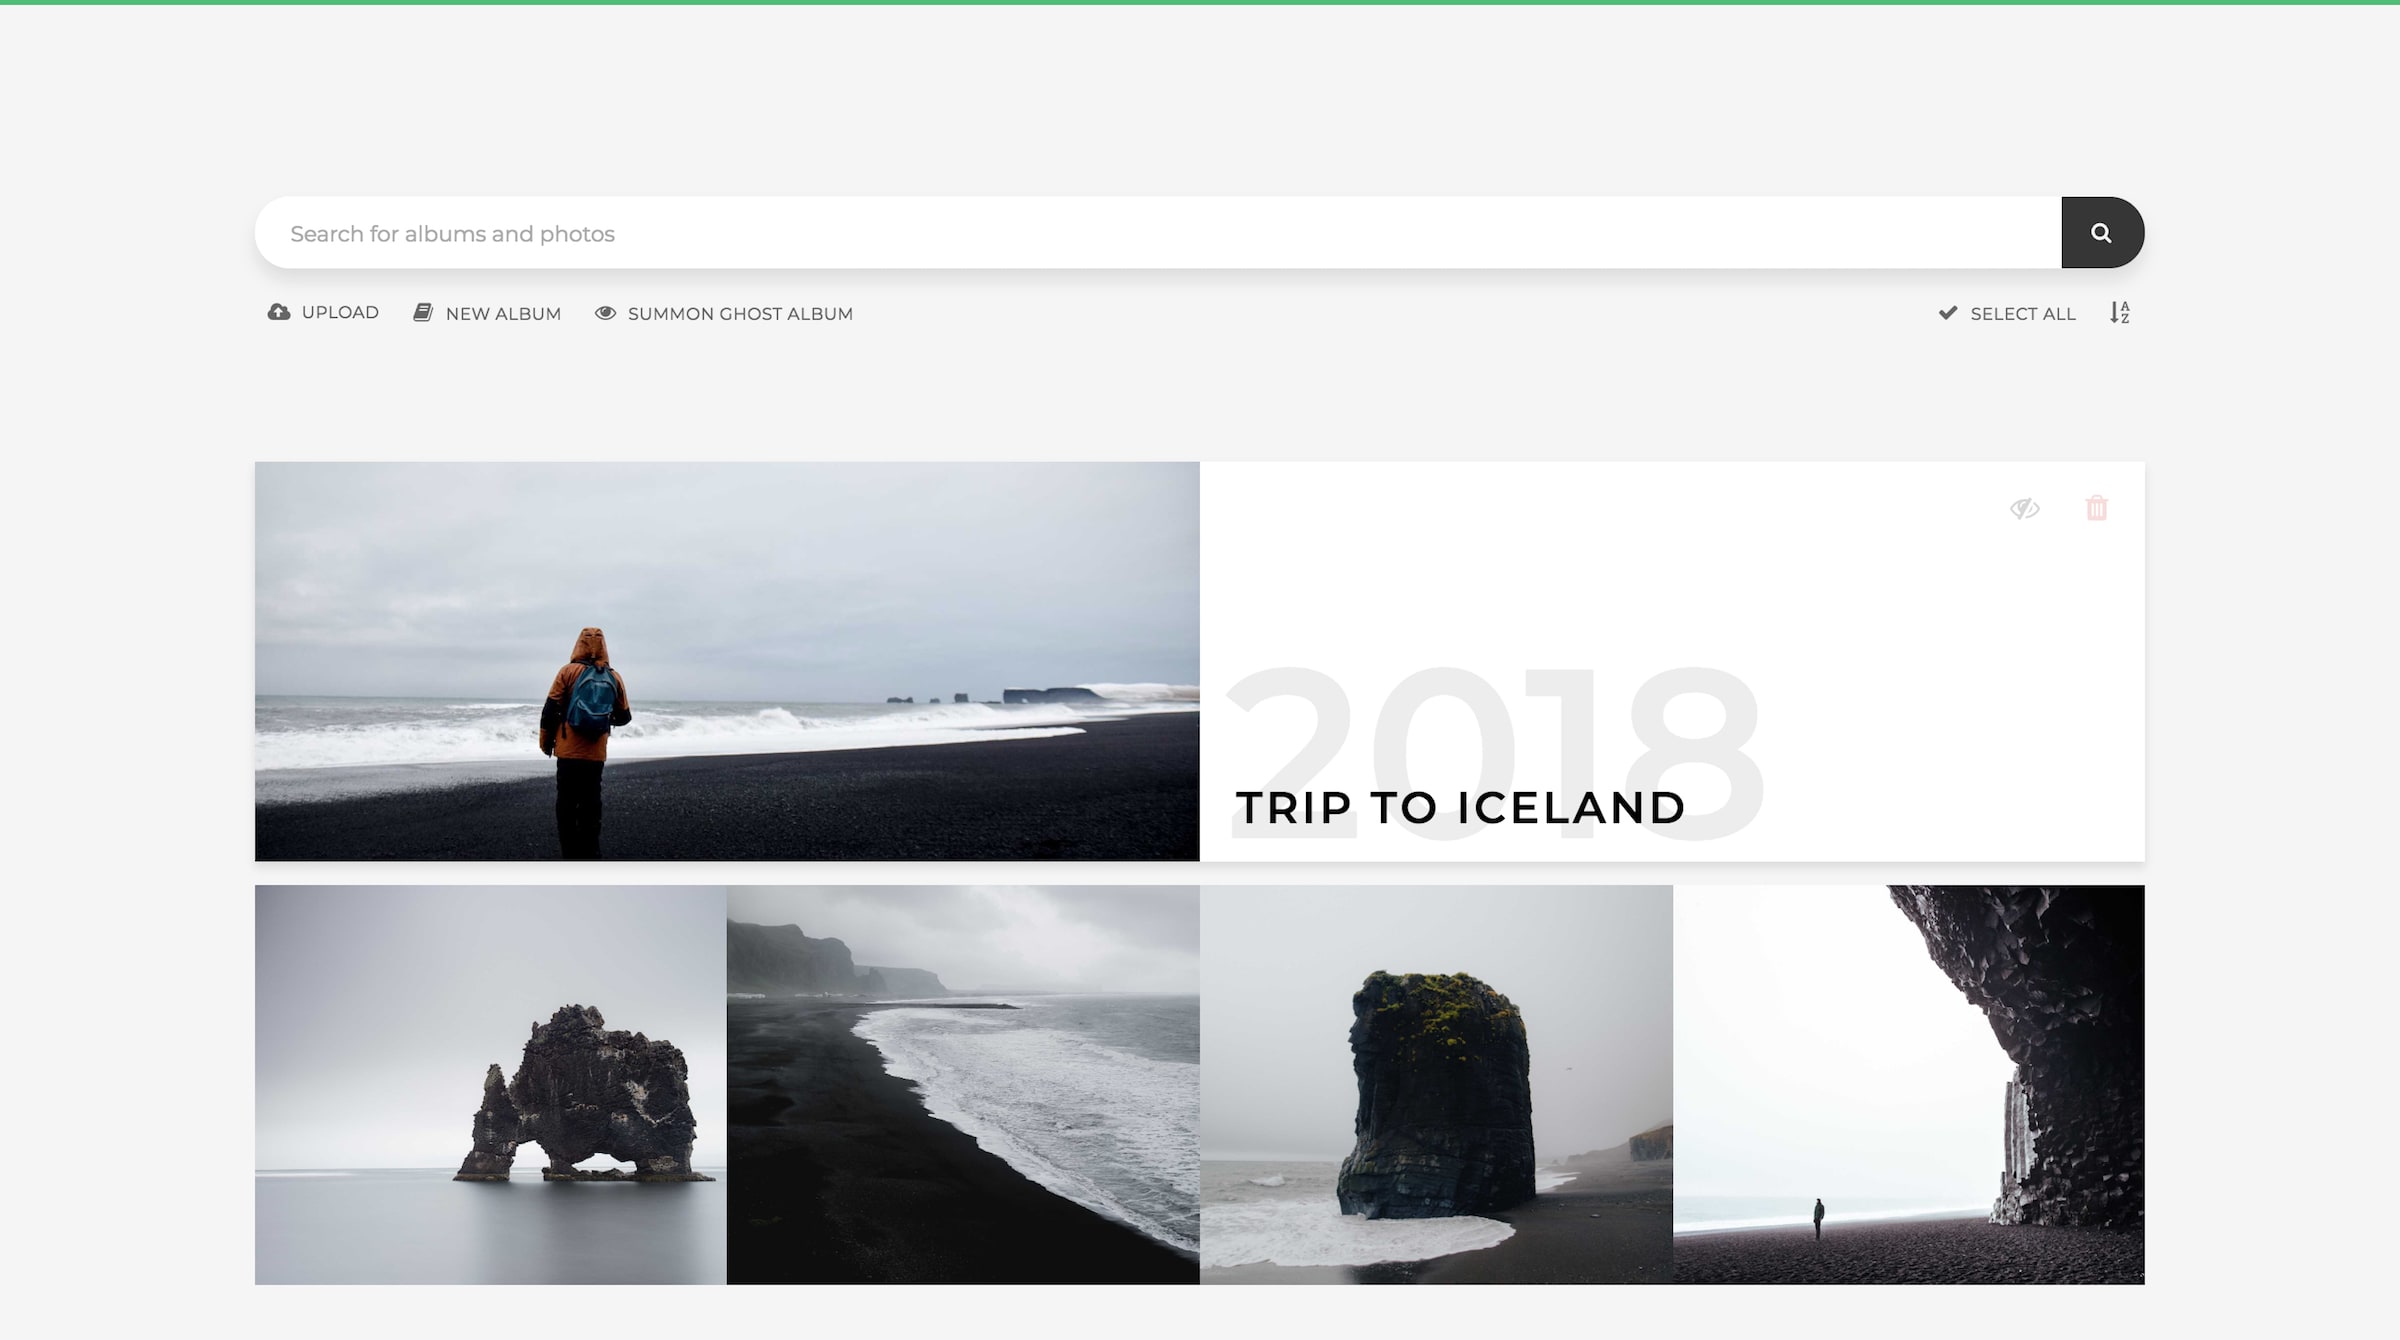 Search for albums and photos
UPLOAD NEW ALBUM SUMMON GHOST ALBUM SELECT ALL A Z
2018
TRIP TO ICELAND